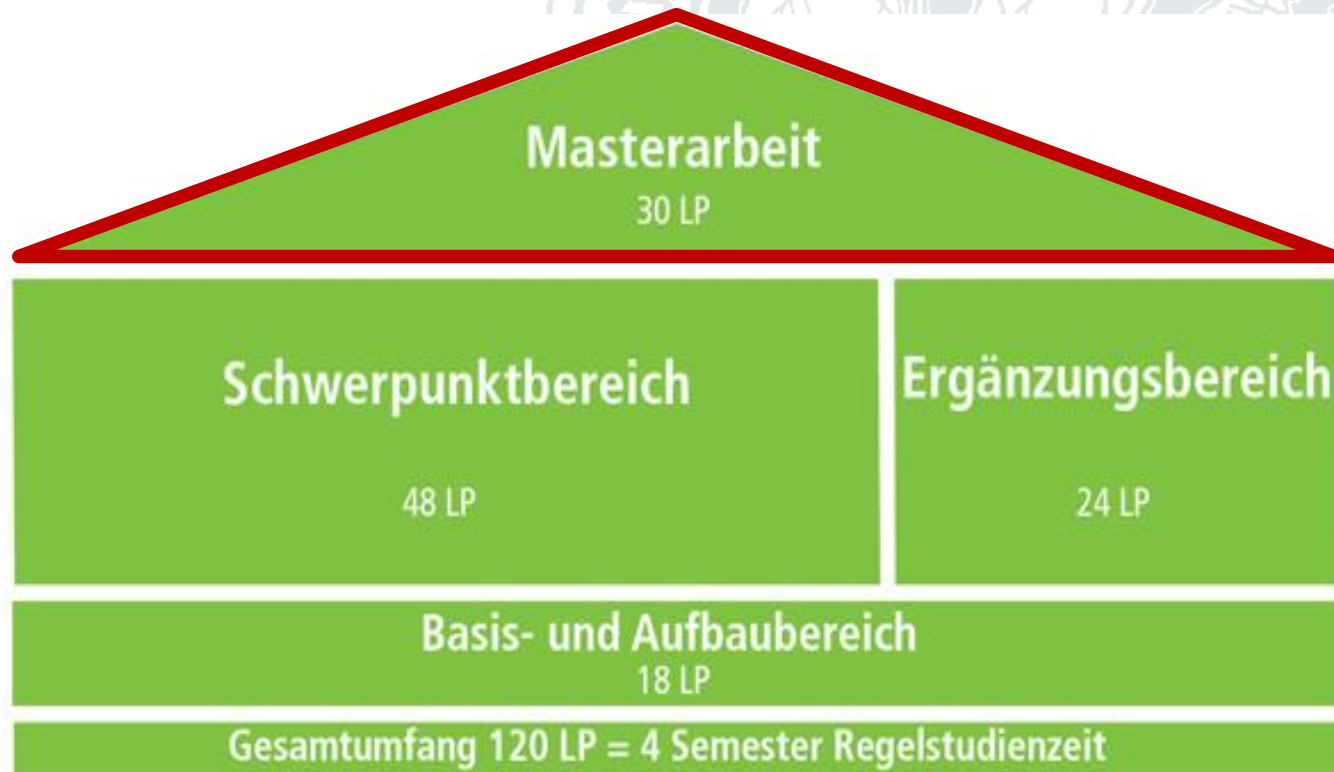 Masterarbeit
30 LP
Schwerpunktbereich
48 LP
Ergänzungsbereich
24 LP
Basis- und Aufbaubereich
18 LP
Gesamtumfang 120 LP = 4 Semester Regelstudienzeit